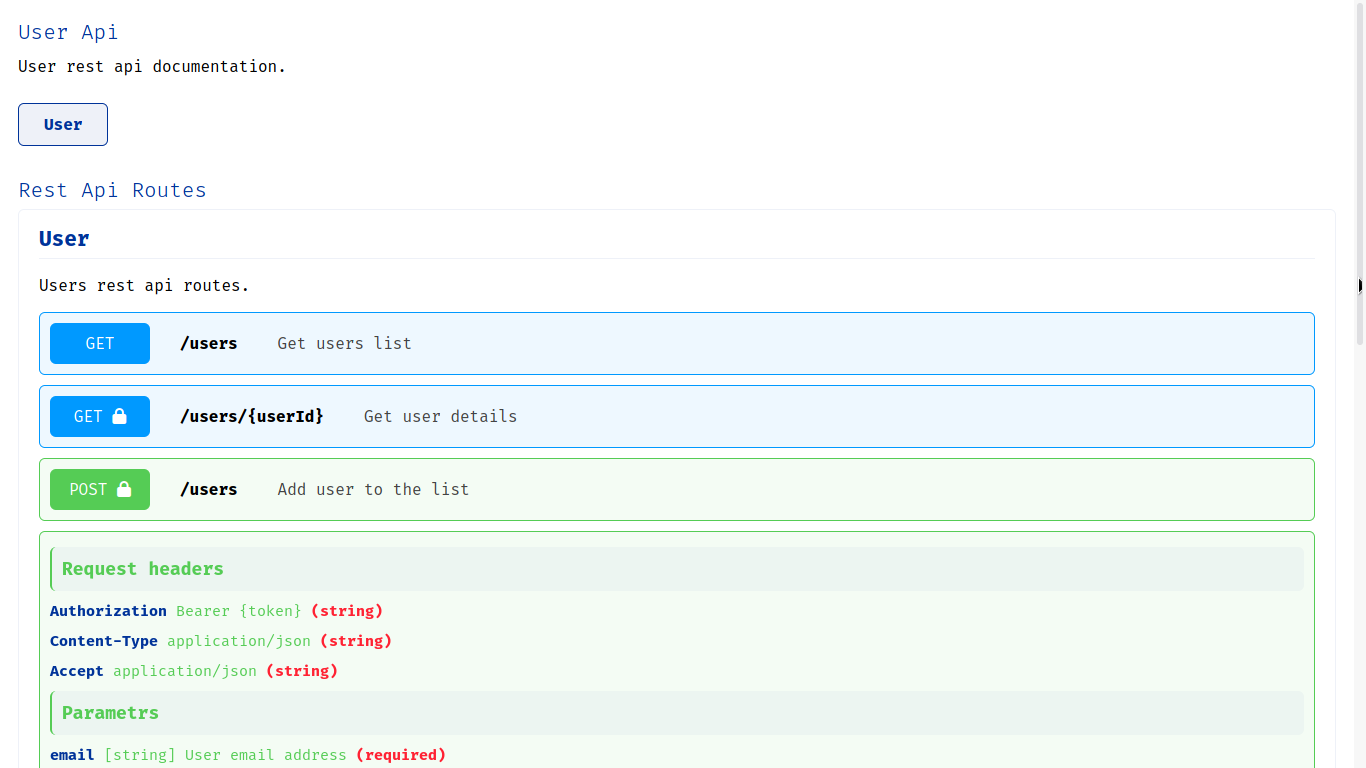 User Api
User rest api documentation.
User
Rest Api Routes
User
Users rest api routes.
GET /users Get users list
GET /users/{userId} Get user details
POST /users Add user to the list
Request headers
Authorization Bearer {token} (string)
Content-Type application/json (string)
Accept application/json (string)
Parametrs
email [string] User email address (required)